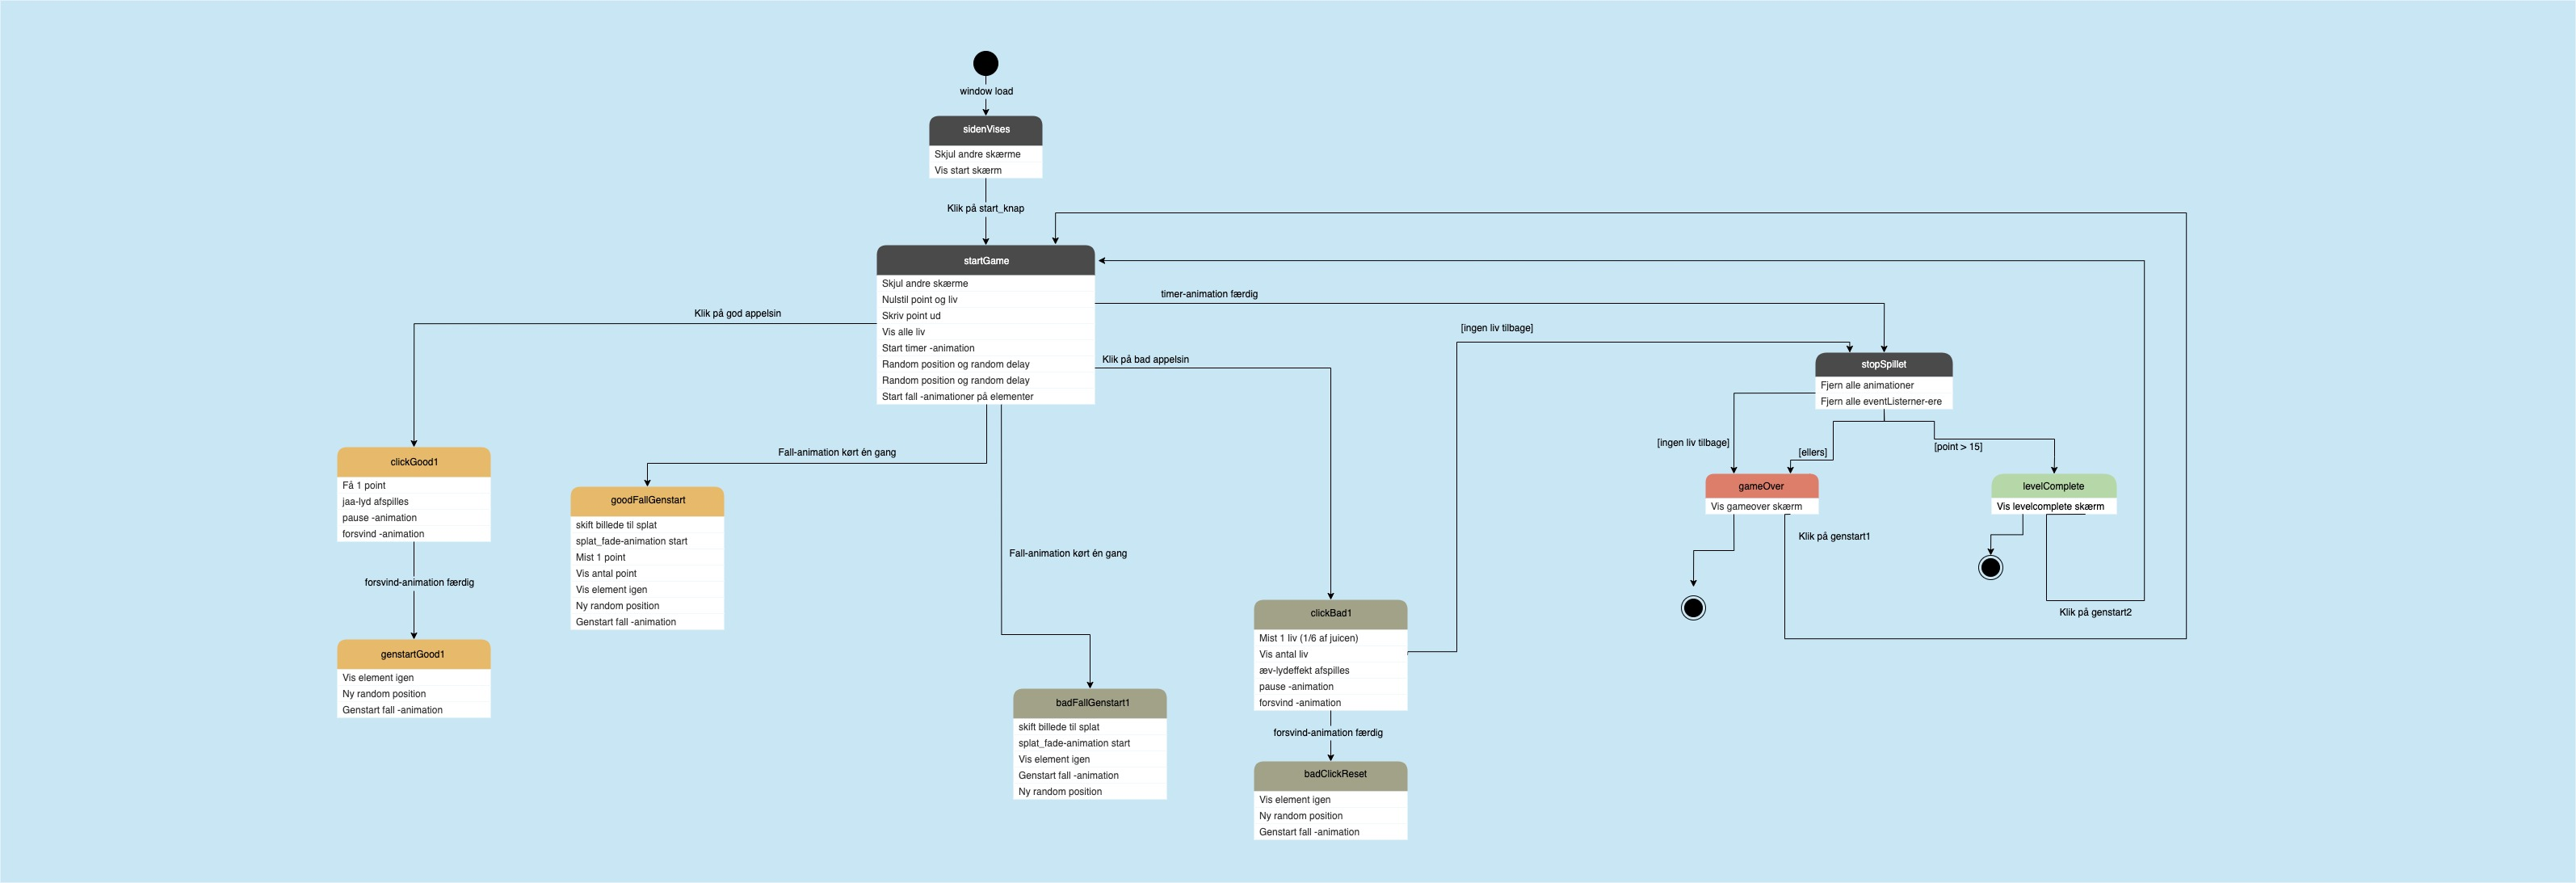 window load
sidenVises
Skjul andre skærme
Vis start skærm
Klik på start_knap
startGame
Skjul andre skærme
Nulstil point og liv
Skriv point ud
Vis alle liv
Start timer -animation
Random position og random delay
Random position og random delay
Start fall -animationer på elementer
timer-animation færdig
Klik på god appelsin
[ingen liv tilbage]
Klik på bad appelsin
stopSpillet
Fjern alle animationer
Fjern alle eventListerner-ere
[ingen liv tilbage]
[ellers]
[point > 15]
gameOver
Vis gameover skærm
levelComplete
Vis levelcomplete skærm
Klik på genstart1
Klik på genstart2
clickGood1
Få 1 point
jaa-lyd afspilles
pause -animation
forsvind -animation
forsvind-animation færdig
genstartGood1
Vis element igen
Ny random position
Genstart fall -animation
Fall-animation kørt én gang
goodFallGenstart
skift billede til splat
splat_fade-animation start
Mist 1 point
Vis antal point
Vis element igen
Ny random position
Genstart fall -animation
Fall-animation kørt én gang
badFallGenstart1
skift billede til splat
splat_fade-animation start
Vis element igen
Genstart fall -animation
Ny random position
clickBad1
Mist 1 liv (1/6 af juicen)
Vis antal liv
æv-lydeffekt afspilles
pause -animation
forsvind -animation
forsvind-animation færdig
badClickReset
Vis element igen
Ny random position
Genstart fall -animation